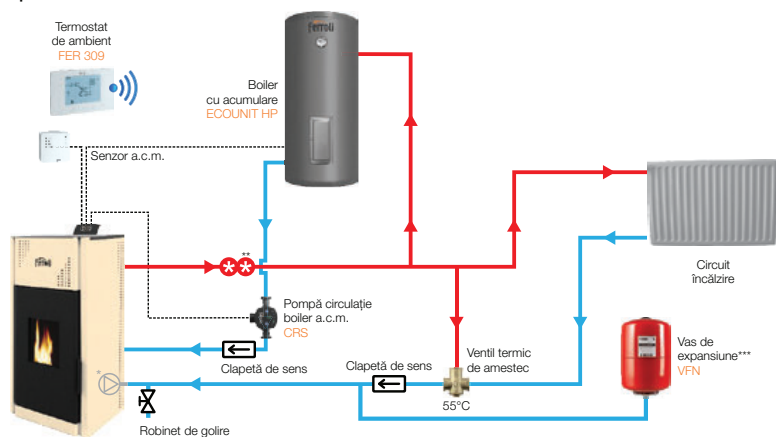 Termostat
de ambient
FER 309
Senzor a.c.m.
ferroli
Boiler
cu acumulare
ECOUNIT HP
**
ferroli
Pompă circulație
boiler a.c.m.
CRS
Clapetă de sens
*
Robinet de golire
Clapetă de sens
Ventil termic
de amestec
55°C
Circuit
încălzire
Vas de
expansiune***
VFN